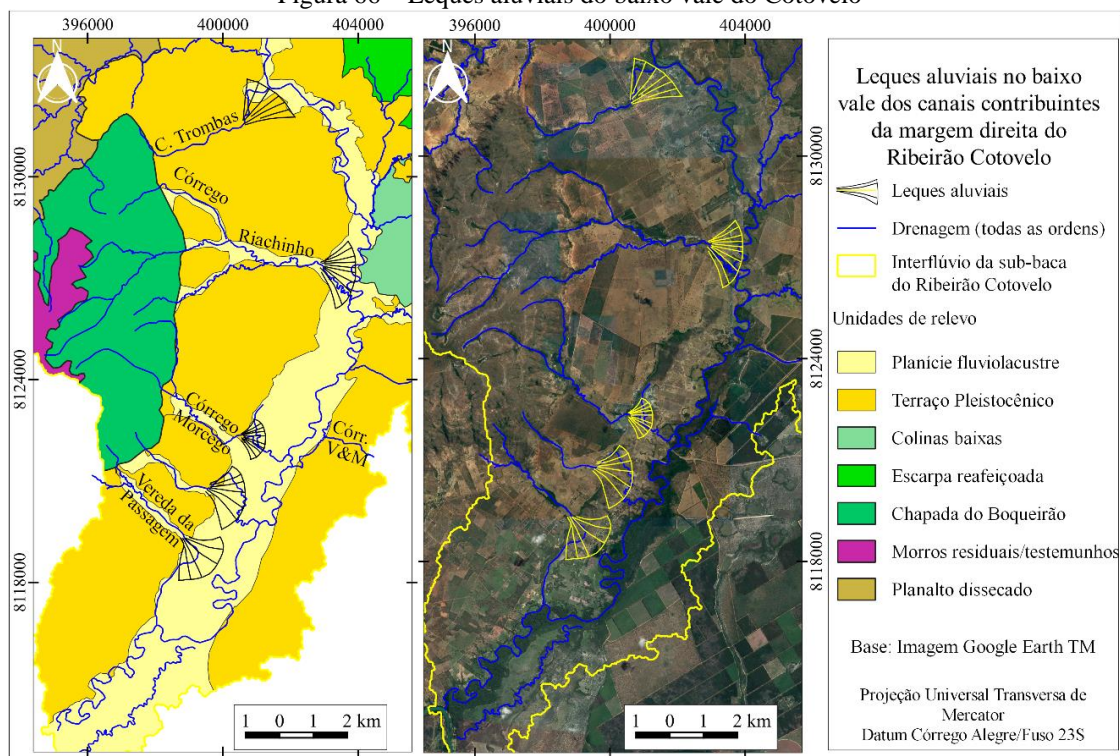 Figura 66 – Leques aluviais do baixo vale do Cotovelo
396000
400000
404000
N
C. Trombas
Córrego
Riachinho
Córrego
Morcego
Córr.
V&M
Vereda da
Passagem
8130000
8124000
8118000
1 0 1 2 km
396000
400000
404000
N
8130000
8124000
8118000
1 0 1 2 km
Leques aluviais no baixo
vale dos canais contribuintes
da margem direita do
Ribeirão Cotovelo
Leques aluviais
Drenagem (todas as ordens)
Interflúvio da sub-baca
do Ribeirão Cotovelo
Unidades de relevo
Planície fluviolacustre
Terraço Pleistocênico
Colinas baixas
Escarpa reafeiçoada
Chapada do Boqueirão
Morros residuais/testemunhos
Planalto dissecado
Base: Imagem Google Earth TM
Projeção Universal Transversa de
Mercator
Datum Córrego Alegre/Fuso 23S